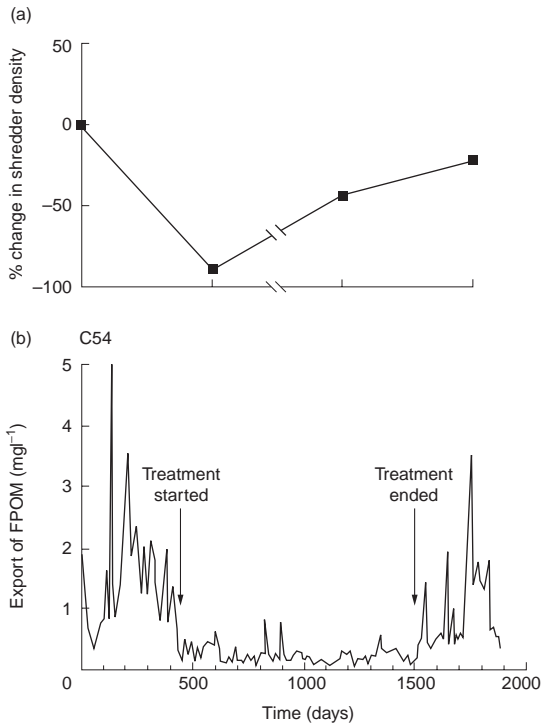 (a)
50
0
−50
−100
% change in shredder density
(b)
C54
5
4
3
2
1
0
Export of FPOM (mgl⁻¹)
Treatment
started
Treatment
ended
500
1000
1500
2000
Time (days)